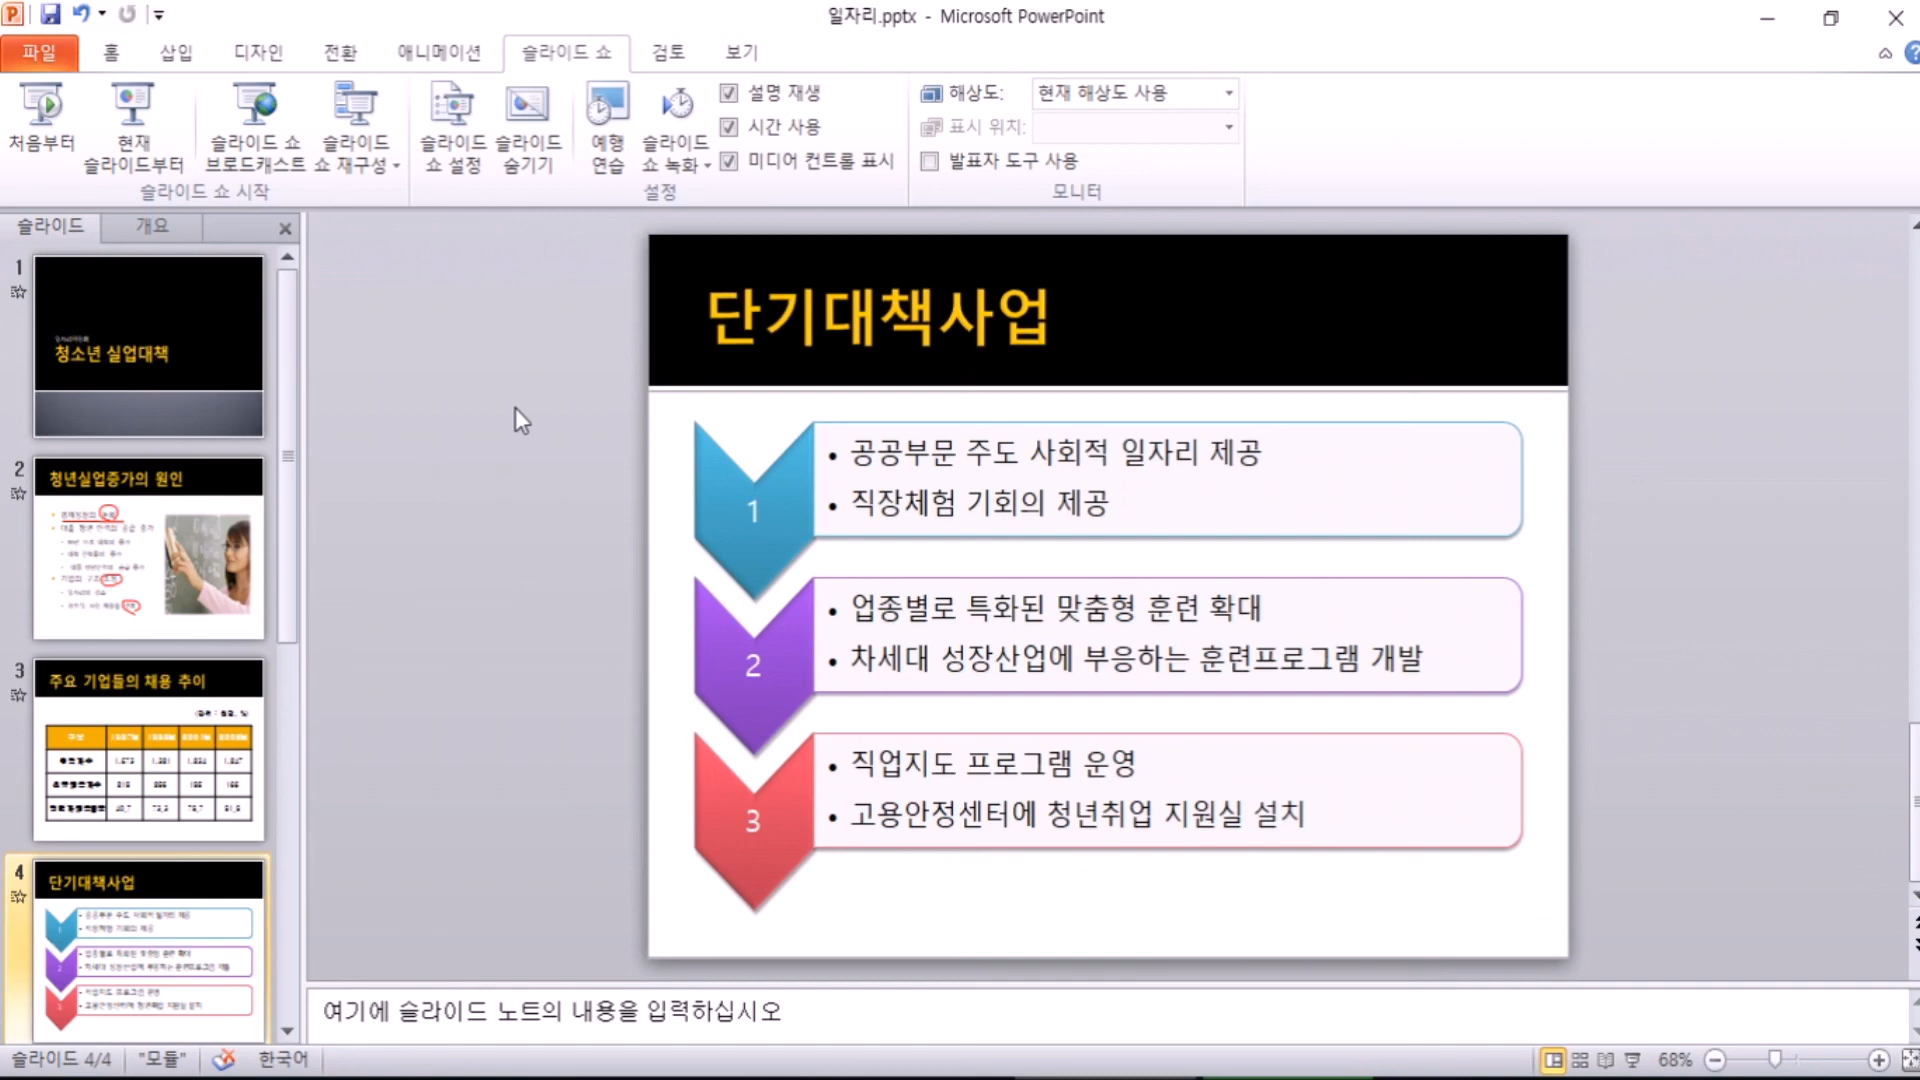 일자리.pptx - Microsoft PowerPoint
파일 홈 삽입 디자인 전환 애니메이션 슬라이드 쇼 검토 보기
처음부터
현재 슬라이드부터
슬라이드 쇼 브로드캐스트
슬라이드 쇼 재구성
슬라이드 쇼 설정
슬라이드 숨기기
예행 연습
슬라이드 쇼 녹화
설명 재생
시간 사용
미디어 컨트롤 표시
해상도: 현재 해상도 사용
표시 위치:
발표자 도구 사용
슬라이드 쇼 시작 설정 모니터
슬라이드 개요
1
청소년 실업대책
2
청년실업증가의 원인
3
주요 기업들의 채용 추이
4
단기대책사업
단기대책사업
1
• 공공부문 주도 사회적 일자리 제공
• 직장체험 기회의 제공
2
• 업종별로 특화된 맞춤형 훈련 확대
• 차세대 성장산업에 부응하는 훈련프로그램 개발
3
• 직업지도 프로그램 운영
• 고용안정센터에 청년취업 지원실 설치
여기에 슬라이드 노트의 내용을 입력하십시오
슬라이드 4/4 "모듈" 한국어 68%